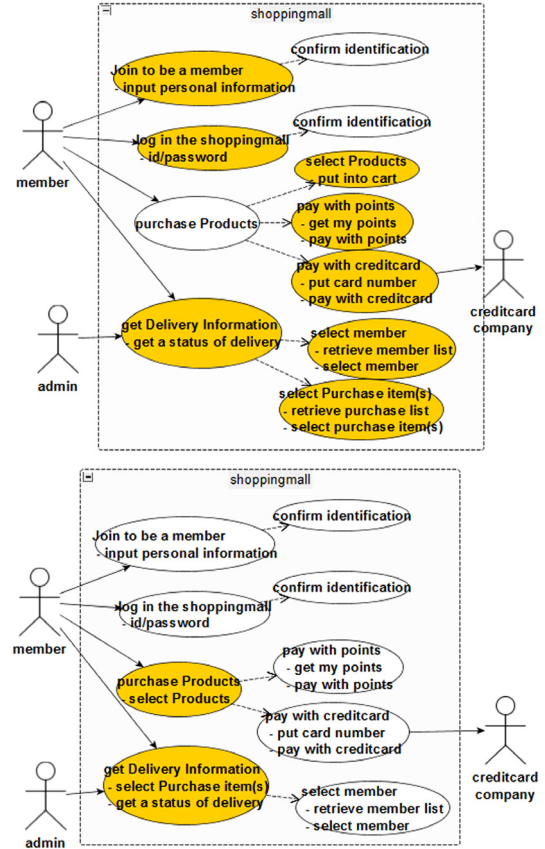 shoppingmall
confirm identification
Join to be a member
- input personal information
confirm identification
log in the shoppingmall
- id/password
member
select Products
- put into cart
purchase Products
pay with points
- get my points
- pay with points
pay with creditcard
- put card number
- pay with creditcard
creditcard
company
get Delivery Information
- get a status of delivery
admin
select member
- retrieve member list
- select member
select Purchase item(s)
- retrieve purchase list
- select purchase item(s)
shoppingmall
confirm identification
Join to be a member
- input personal information
confirm identification
log in the shoppingmall
- id/password
member
pay with points
- get my points
- pay with points
purchase Products
- select Products
pay with creditcard
- put card number
- pay with creditcard
creditcard
company
get Delivery Information
- select Purchase item(s)
- get a status of delivery
admin
select member
- retrieve member list
- select member